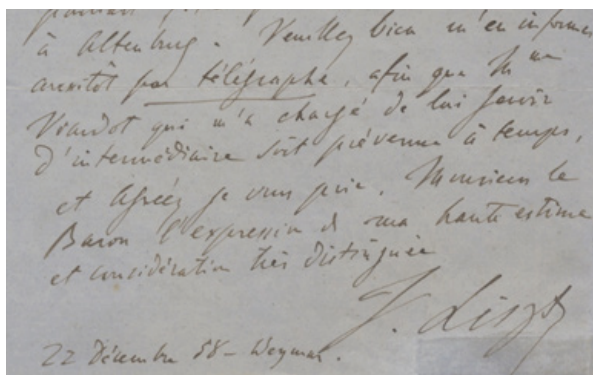 à Altenburg. Veuillez bien m'en informer
aussitôt par télégraphe, afin que Mme
Viardot qui m'a chargé de lui servir
d'intermédiaire soit prévenue à temps,
et agréez je vous prie, Monsieur le
Baron l'expression de ma haute estime
et considération très distinguée
F. Liszt
22 Décembre 58 – Weymar.